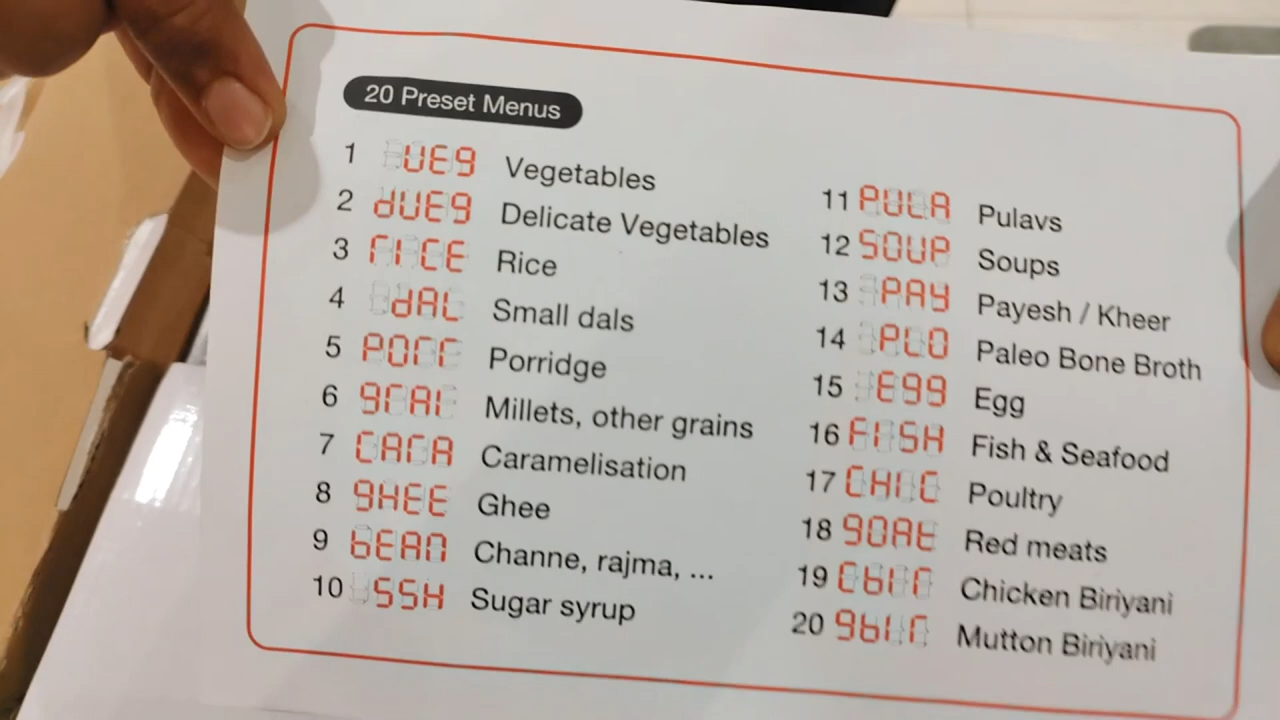 20 Preset Menus
1 UEg Vegetables
2 dUEg Delicate Vegetables
3 rICE Rice
4 dAL Small dals
5 POrr Porridge
6 grAI Millets, other grains
7 CArA Caramelisation
8 gHEE Ghee
9 bEAn Channe, rajma, ...
10 SSH Sugar syrup
11 PULA Pulavs
12 SOUP Soups
13 PAY Payesh / Kheer
14 PLO Paleo Bone Broth
15 Egg Egg
16 FISH Fish & Seafood
17 CHIC Poultry
18 gOAt Red meats
19 CbIr Chicken Biriyani
20 gbIr Mutton Biriyani